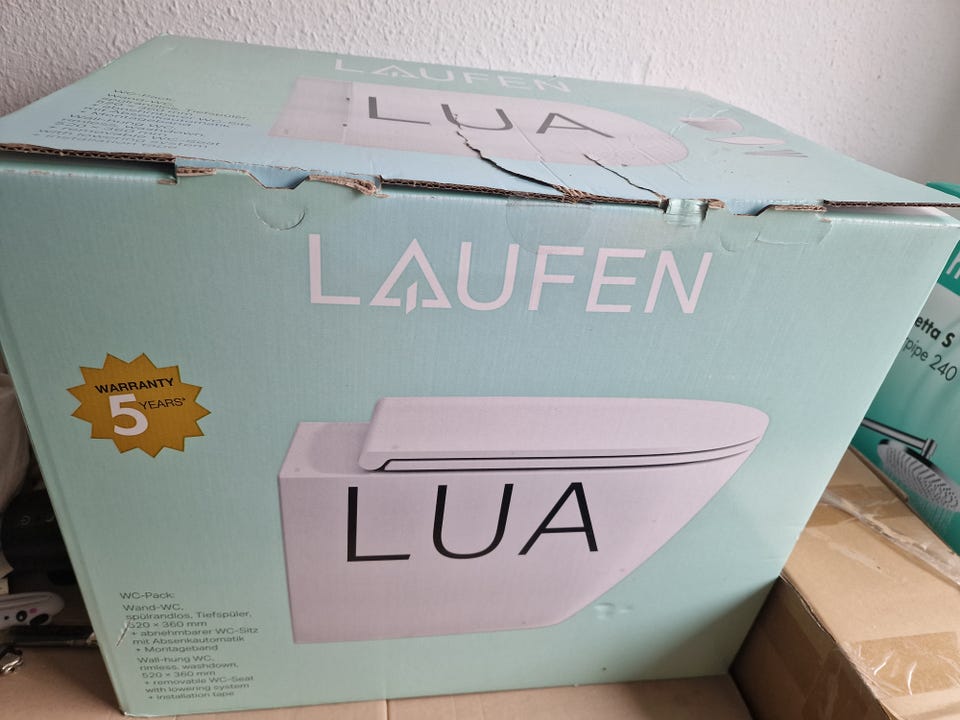 LAUFEN
LUA
WC-Pack:
LAUFEN
WARRANTY
5 YEARS*
LUA
WC-Pack:
Wand-WC,
spülrandlos, Tiefspüler,
520 x 360 mm
+ abnehmbarer WC-Sitz
mit Absenkautomatik
+ Montageband
Wall-hung WC,
rimless, washdown,
520 x 360 mm
+ removable WC-Seat
with lowering system
+ installation tape
etta S
pipe 240